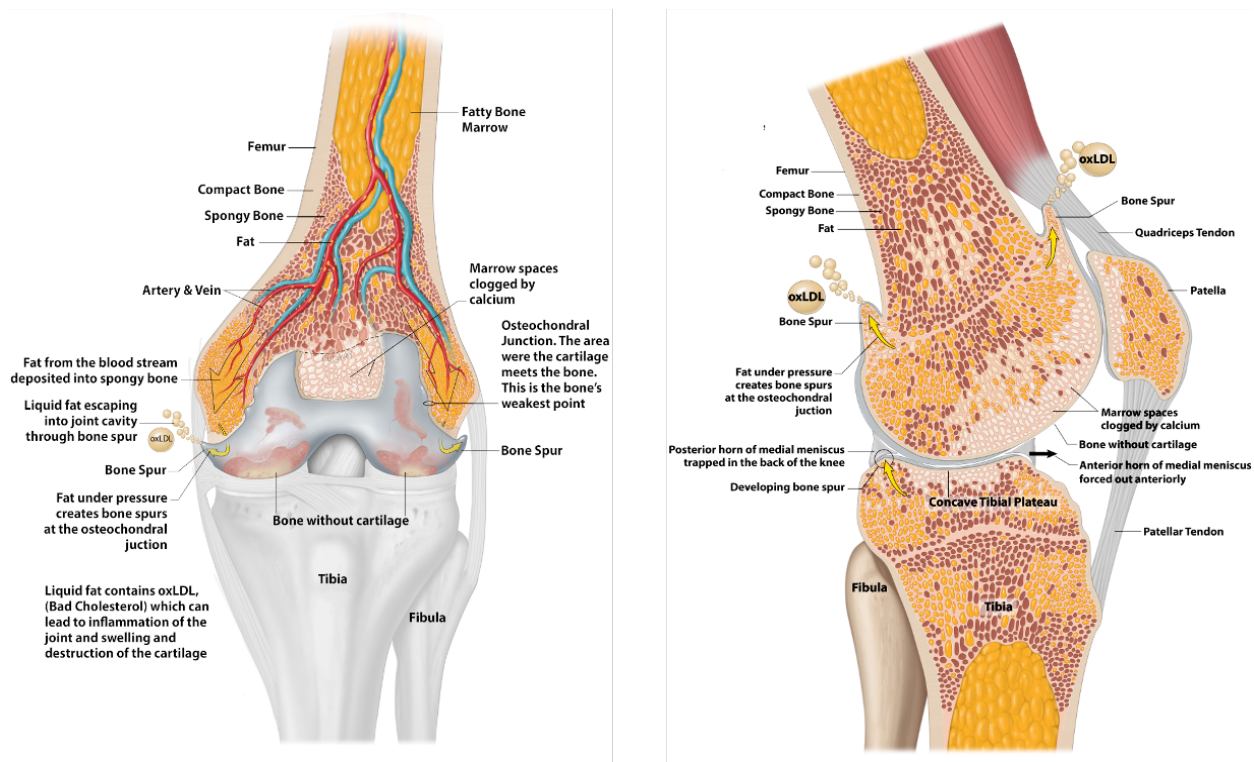 Fatty Bone
Marrow
Femur
Compact Bone
Spongy Bone
Fat
Artery & Vein
Marrow spaces
clogged by
calcium
Osteochondral
Junction. The area
were the cartilage
meets the bone.
This is the bone's
weakest point
Fat from the blood stream
deposited into spongy bone
Liquid fat escaping
into joint cavity
through bone spur
oxLDL
Bone Spur
Bone Spur
Fat under pressure
creates bone spurs
at the osteochondral
juction
Bone without cartilage
Tibia
Fibula
Liquid fat contains oxLDL,
(Bad Cholesterol) which can
lead to inflammation of the
joint and swelling and
destruction of the cartilage
oxLDL
Femur
Compact Bone
Spongy Bone
Fat
Bone Spur
Quadriceps Tendon
Patella
oxLDL
Bone Spur
Fat under pressure
creates bone spurs
at the osteochondral
juction
Marrow spaces
clogged by calcium
Bone without cartilage
Posterior horn of medial meniscus
trapped in the back of the knee
Anterior horn of medial meniscus
forced out anteriorly
Developing bone spur
Concave Tibial Plateau
Patellar Tendon
Fibula
Tibia